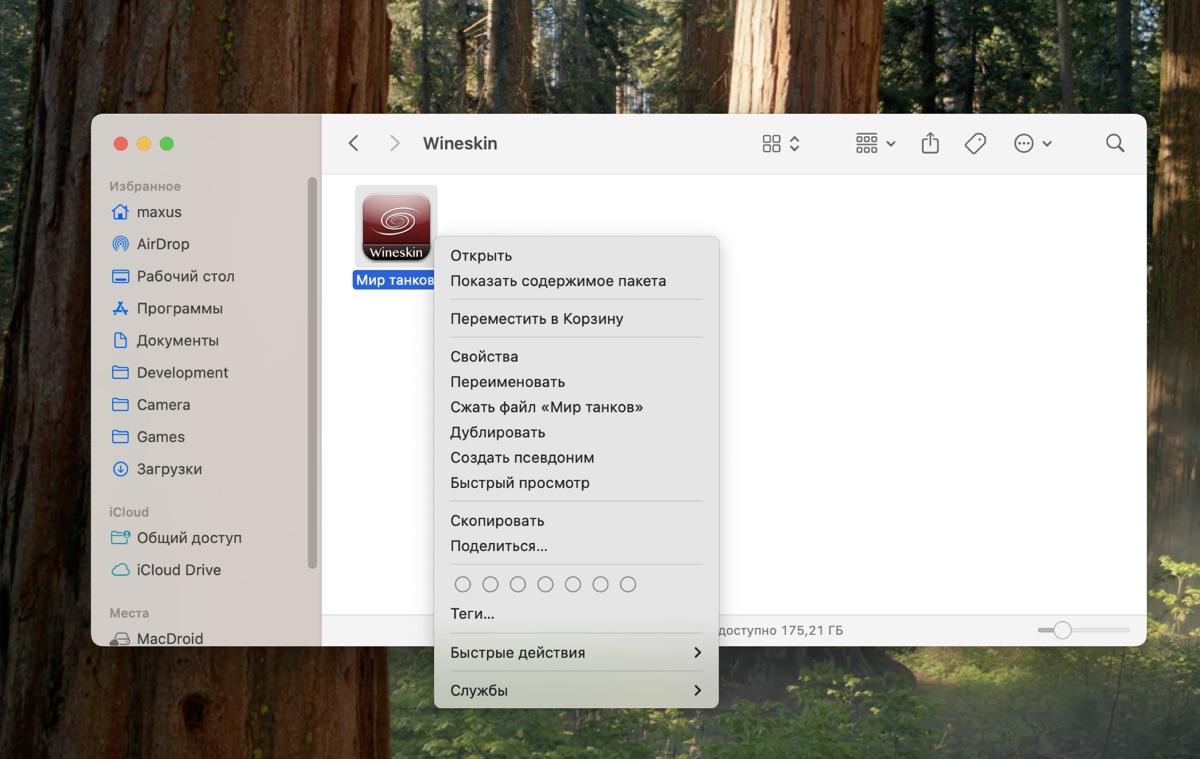 Wineskin
Избранное
maxus
AirDrop
Рабочий стол
Программы
Документы
Development
Camera
Games
Загрузки
iCloud
Общий доступ
iCloud Drive
Места
MacDroid
Wineskin
Мир танков
Открыть
Показать содержимое пакета
Переместить в Корзину
Свойства
Переименовать
Сжать файл «Мир танков»
Дублировать
Создать псевдоним
Быстрый просмотр
Скопировать
Поделиться...
Теги...
Быстрые действия
Службы
доступно 175,21 ГБ